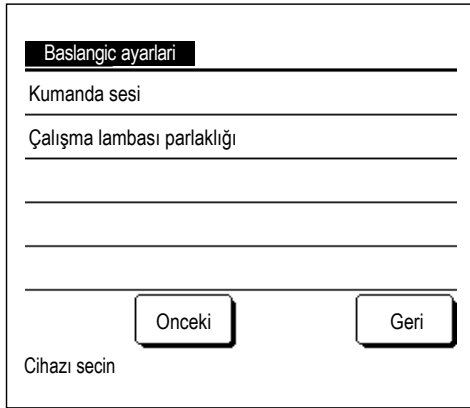 Baslangic ayarlari
Kumanda sesi
Çalışma lambası parlaklığı
Onceki Geri
Cihazı secin